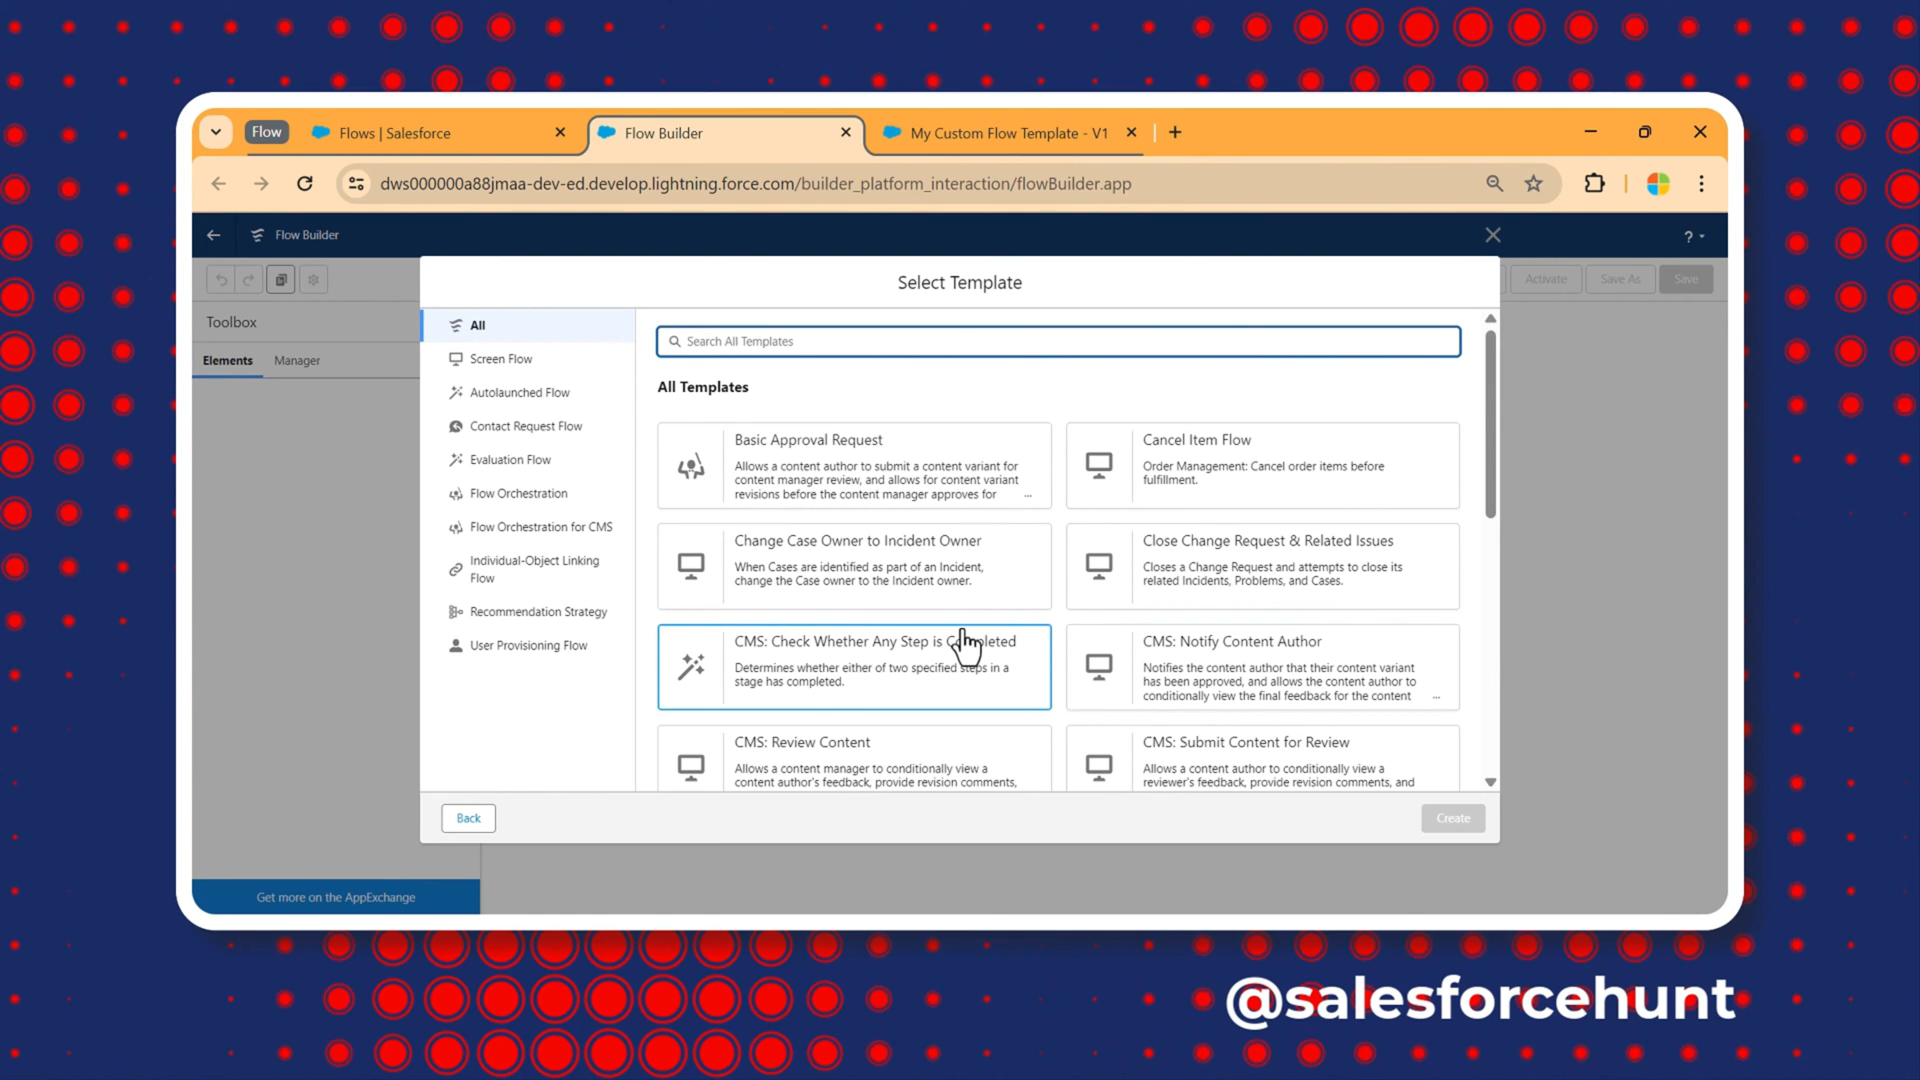 Flow
Flows | Salesforce
Flow Builder
My Custom Flow Template - V1
dws000000a88jmaa-dev-ed.develop.lightning.force.com/builder_platform_interaction/flowBuilder.app
Flow Builder
?
Activate
Save As
Save
Toolbox
Elements
Manager
Select Template
All
Screen Flow
Autolaunched Flow
Contact Request Flow
Evaluation Flow
Flow Orchestration
Flow Orchestration for CMS
Individual-Object Linking
Flow
Recommendation Strategy
User Provisioning Flow
Search All Templates
All Templates
Basic Approval Request
Allows a content author to submit a content variant for
content manager review, and allows for content variant
revisions before the content manager approves for ...
Cancel Item Flow
Order Management: Cancel order items before
fulfillment.
Change Case Owner to Incident Owner
When Cases are identified as part of an Incident,
change the Case owner to the Incident owner.
Close Change Request & Related Issues
Closes a Change Request and attempts to close its
related Incidents, Problems, and Cases.
CMS: Check Whether Any Step is Completed
Determines whether either of two specified steps in a
stage has completed.
CMS: Notify Content Author
Notifies the content author that their content variant
has been approved, and allows the content author to
conditionally view the final feedback for the content ...
CMS: Review Content
Allows a content manager to conditionally view a
content author's feedback, provide revision comments,
CMS: Submit Content for Review
Allows a content author to conditionally view a
reviewer's feedback, provide revision comments, and
Back
Create
Get more on the AppExchange
@salesforcehunt